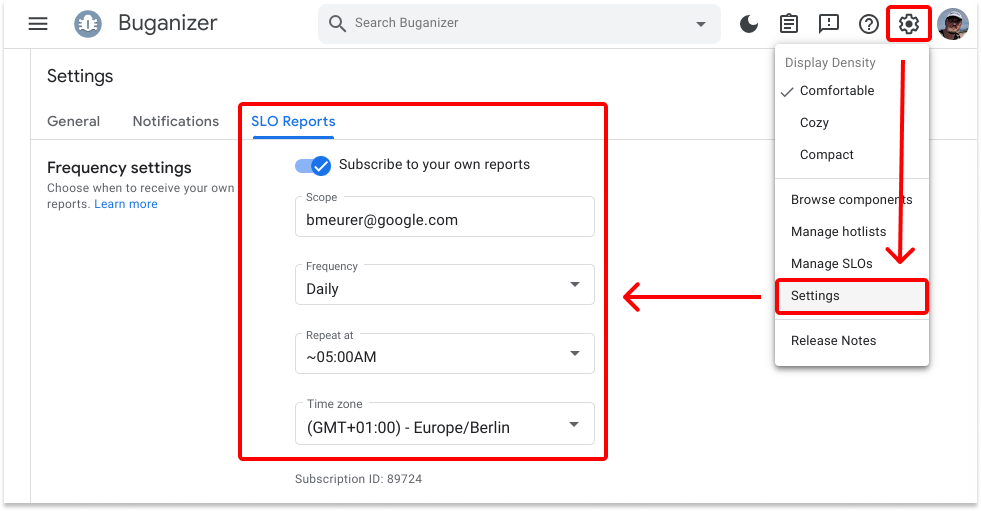 Buganizer
Search Buganizer
Settings
General
Notifications
SLO Reports
Frequency settings
Choose when to receive your own
reports. Learn more
Subscribe to your own reports
Scope
bmeurer@google.com
Frequency
Daily
Repeat at
~05:00AM
Time zone
(GMT+01:00) - Europe/Berlin
Subscription ID: 89724
Display Density
Comfortable
Cozy
Compact
Browse components
Manage hotlists
Manage SLOs
Settings
Release Notes